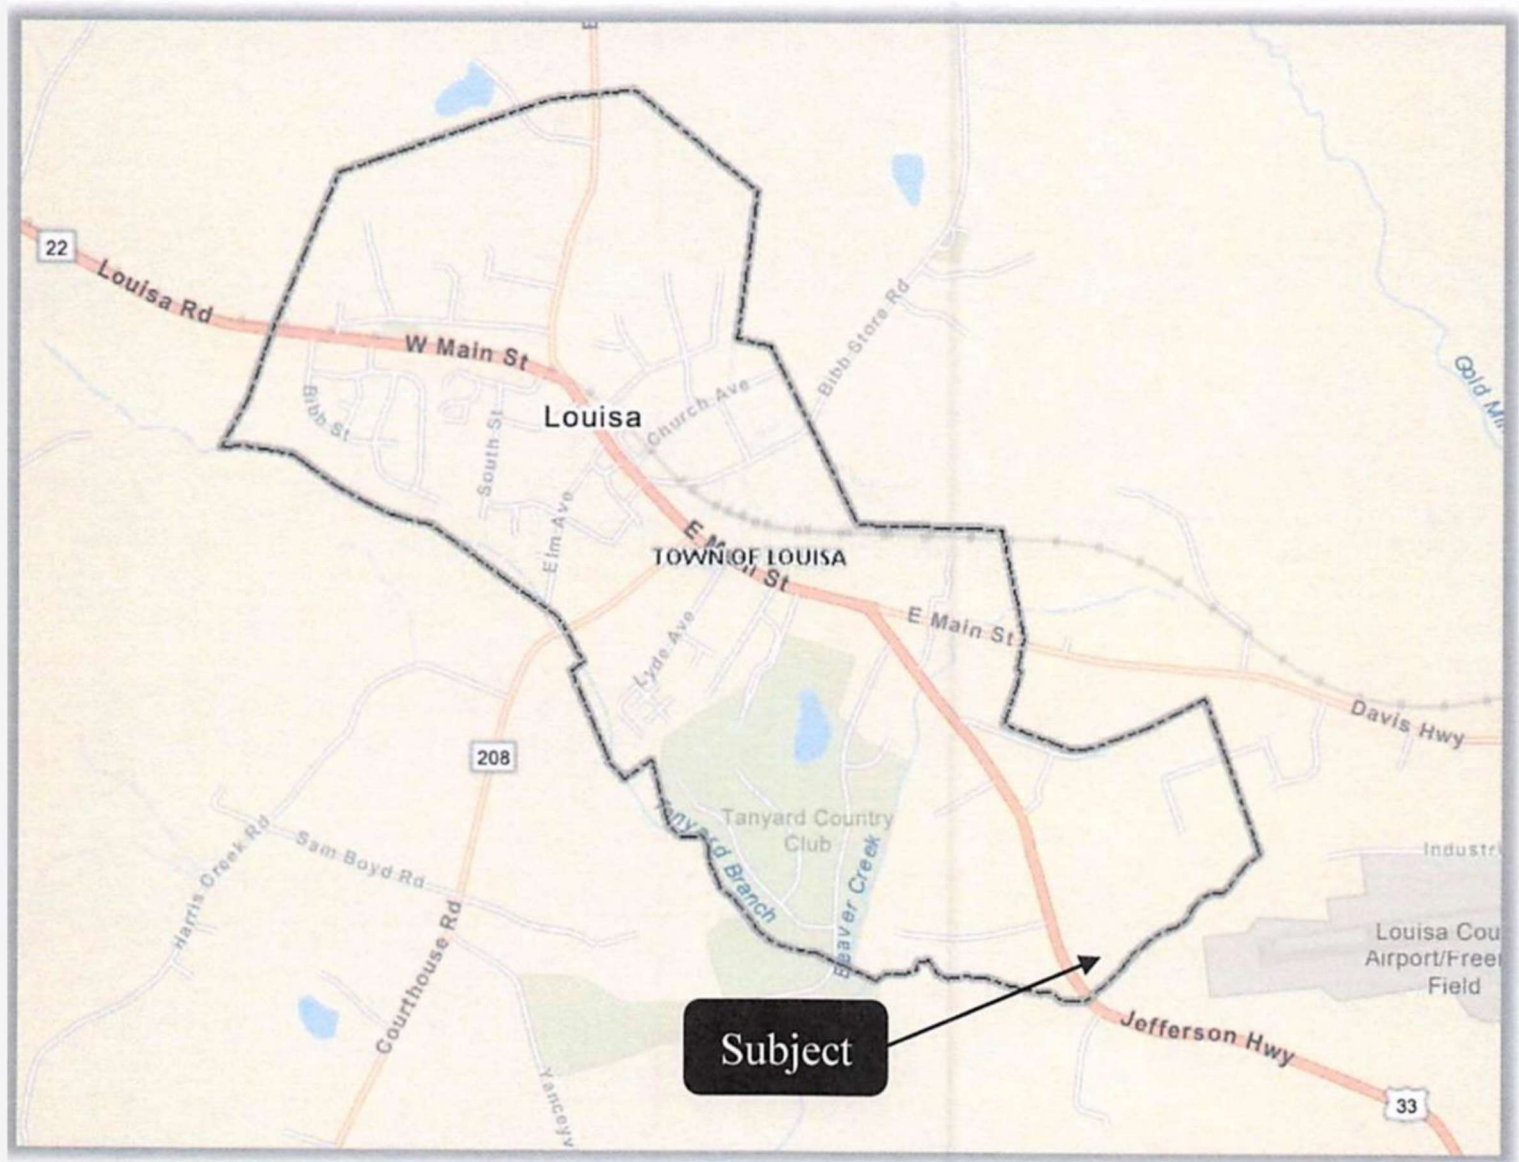 22
Louisa Rd
W Main St
Bibb St
South St
Louisa
Church Ave
Bibb Store Rd
Elm Ave
E Main St
TOWN OF LOUISA
E Main St
Lyde Ave
Davis Hwy
208
Tanyard Country
Club
Tanyard Branch
Beaver Creek
Harris Creek Rd
Sam Boyd Rd
Courthouse Rd
Louisa Cou
Airport/Free
Field
Subject
Jefferson Hwy
33
Gold Mi
Industri
Yanceyv